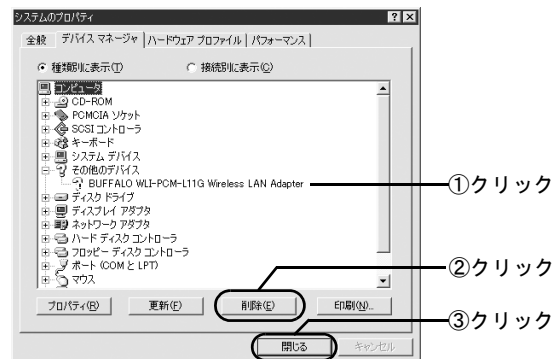 システムのプロパティ
全般 デバイス マネージャ ハードウェア プロファイル パフォーマンス
種類別に表示(T) 接続別に表示(C)
コンピュータ
CD-ROM
PCMCIA ソケット
SCSI コントローラ
キーボード
システム デバイス
その他のデバイス
BUFFALO WLI-PCM-L11G Wireless LAN Adapter
①クリック
ディスク ドライブ
ディスプレイ アダプタ
ネットワーク アダプタ
ハード ディスク コントローラ
フロッピー ディスク コントローラ
ポート (COM と LPT)
マウス
②クリック
プロパティ(R) 更新(F) 削除(E) 印刷(N)...
③クリック
閉じる キャンセル